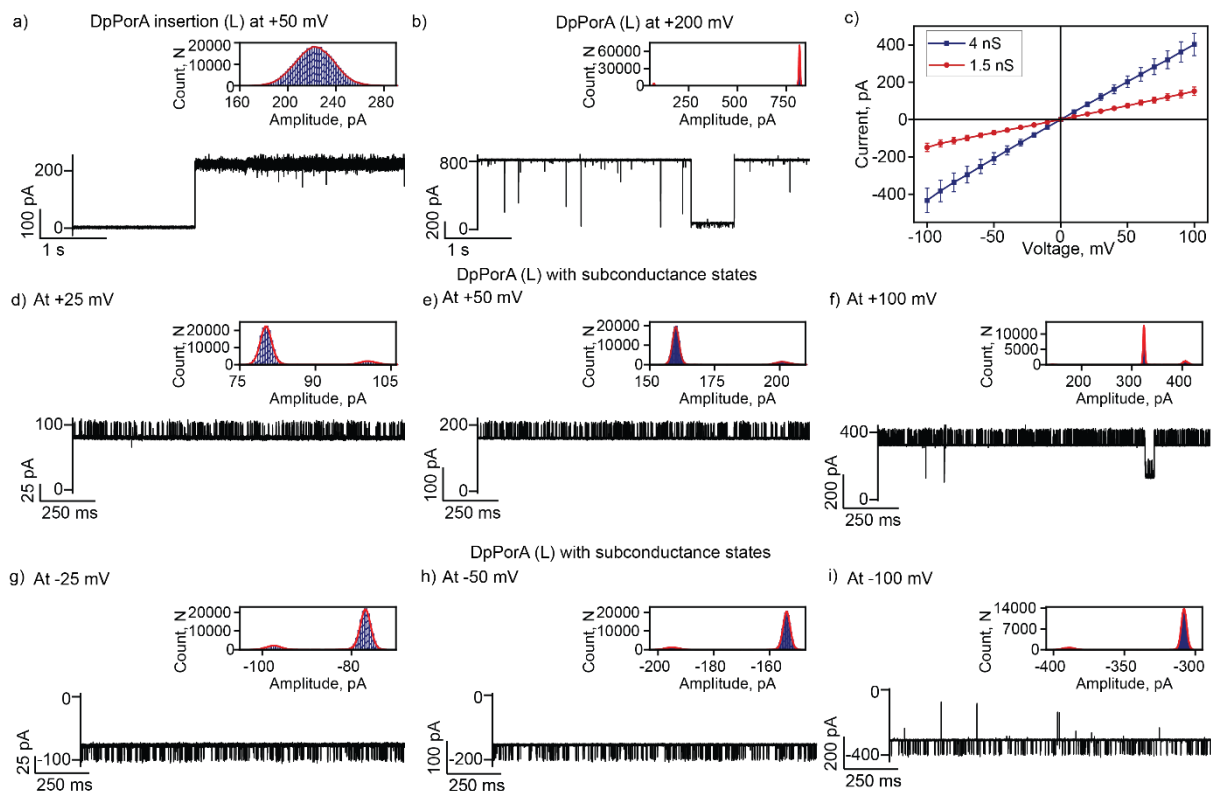 a) DpPorA insertion (L) at +50 mV
Count, N
20000
10000
0
160 200 240 280
Amplitude, pA
200
0
100 pA
1 s
b) DpPorA (L) at +200 mV
Count, N
60000
30000
0
250 500 750
Amplitude, pA
800
0
200 pA
1 s
c)
4 nS
1.5 nS
Current, pA
400
200
0
-200
-400
-100 -50 0 50 100
Voltage, mV
DpPorA (L) with subconductance states
d) At +25 mV
Count, N
20000
10000
0
75 90 105
Amplitude, pA
100
0
25 pA
250 ms
e) At +50 mV
Count, N
20000
10000
0
150 175 200
Amplitude, pA
200
0
100 pA
250 ms
f) At +100 mV
Count, N
10000
5000
0
200 300 400
Amplitude, pA
400
0
200 pA
250 ms
DpPorA (L) with subconductance states
g) At -25 mV
Count, N
20000
10000
0
-100 -80
Amplitude, pA
0
-100
25 pA
250 ms
h) At -50 mV
Count, N
20000
10000
0
-200 -180 -160
Amplitude, pA
0
-200
100 pA
250 ms
i) At -100 mV
Count, N
14000
7000
0
-400 -350 -300
Amplitude, pA
0
-400
200 pA
250 ms